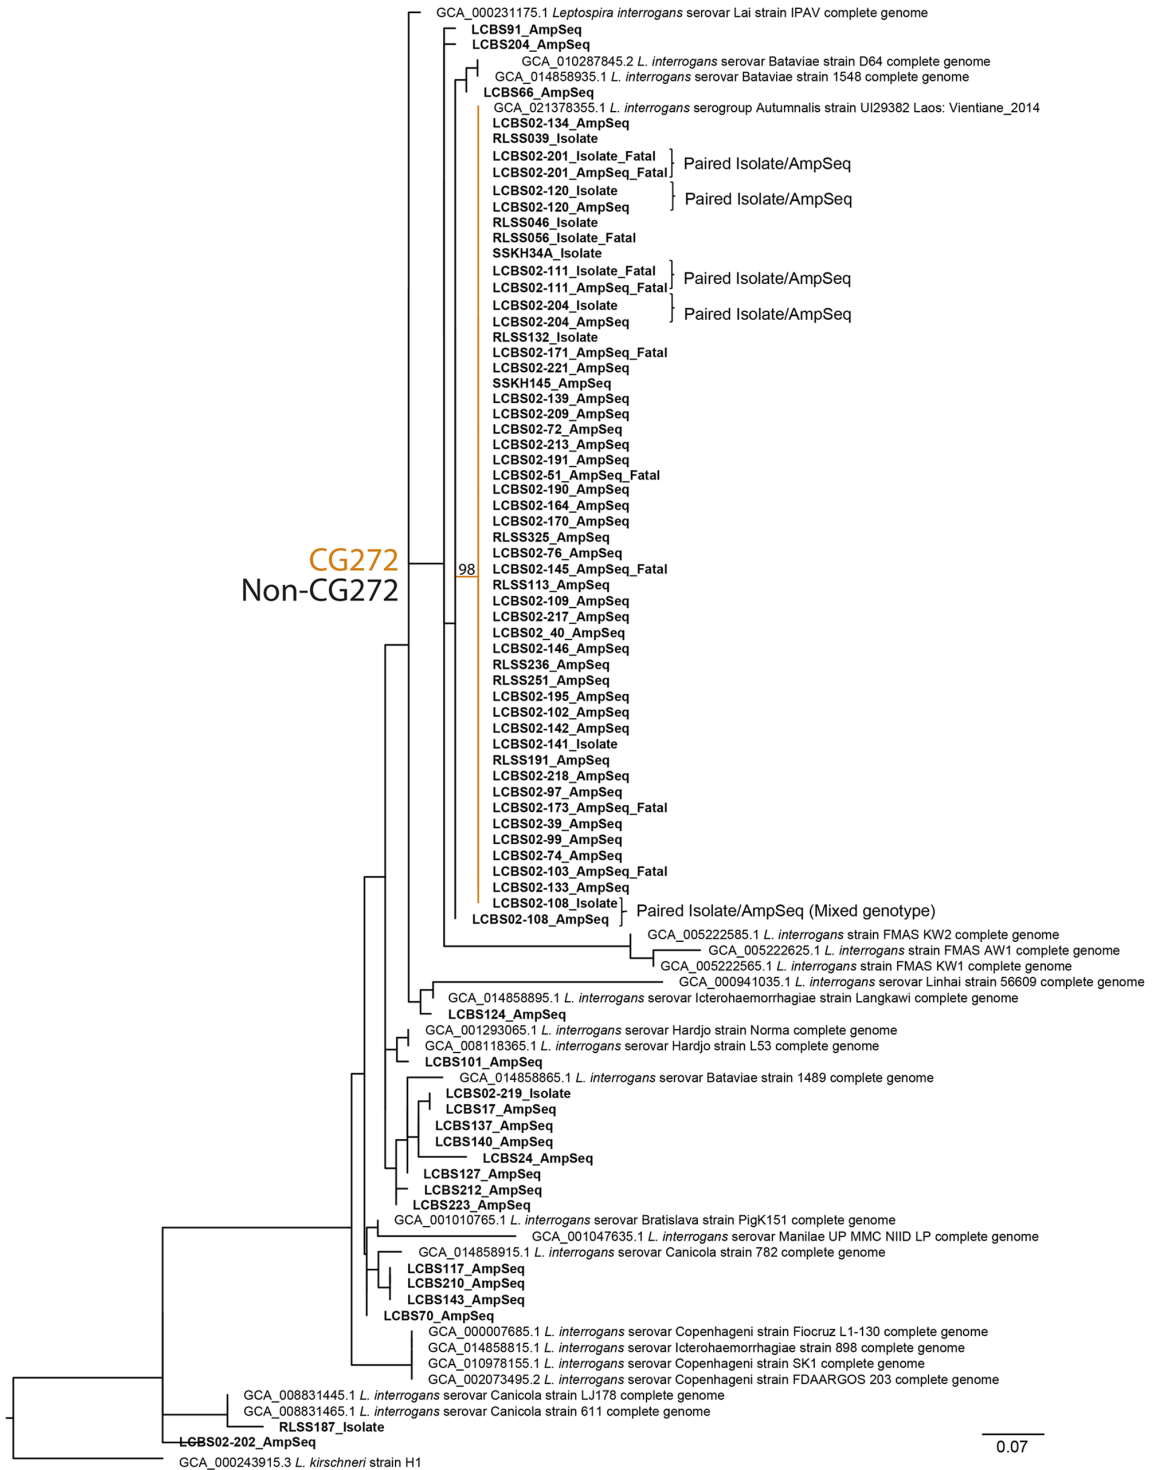 GCA_000231175.1 Leptospira interrogans serovar Lai strain IPAV complete genome
LCBS91_AmpSeq
LCBS204_AmpSeq
GCA_010287845.2 L. interrogans serovar Bataviae strain D64 complete genome
GCA_014858935.1 L. interrogans serovar Bataviae strain 1548 complete genome
LCBS66_AmpSeq
GCA_021378355.1 L. interrogans serogroup Autumnalis strain UI29382 Laos: Vientiane_2014
LCBS02-134_AmpSeq
RLSS039_Isolate
LCBS02-201_Isolate_Fatal
Paired Isolate/AmpSeq
LCBS02-201_AmpSeq_Fatal
LCBS02-120_Isolate
Paired Isolate/AmpSeq
LCBS02-120_AmpSeq
RLSS046_Isolate
RLSS056_Isolate_Fatal
SSKH34A_Isolate
LCBS02-111_Isolate_Fatal
Paired Isolate/AmpSeq
LCBS02-111_AmpSeq_Fatal
LCBS02-204_Isolate
Paired Isolate/AmpSeq
LCBS02-204_AmpSeq
RLSS132_Isolate
LCBS02-171_AmpSeq_Fatal
LCBS02-221_AmpSeq
SSKH145_AmpSeq
LCBS02-139_AmpSeq
LCBS02-209_AmpSeq
LCBS02-72_AmpSeq
LCBS02-213_AmpSeq
LCBS02-191_AmpSeq
LCBS02-51_AmpSeq_Fatal
LCBS02-190_AmpSeq
LCBS02-164_AmpSeq
LCBS02-170_AmpSeq
RLSS325_AmpSeq
LCBS02-76_AmpSeq
CG272
98
LCBS02-145_AmpSeq_Fatal
Non-CG272
RLSS113_AmpSeq
LCBS02-109_AmpSeq
LCBS02-217_AmpSeq
LCBS02_40_AmpSeq
LCBS02-146_AmpSeq
RLSS236_AmpSeq
RLSS251_AmpSeq
LCBS02-195_AmpSeq
LCBS02-102_AmpSeq
LCBS02-142_AmpSeq
LCBS02-141_Isolate
RLSS191_AmpSeq
LCBS02-218_AmpSeq
LCBS02-97_AmpSeq
LCBS02-173_AmpSeq_Fatal
LCBS02-39_AmpSeq
LCBS02-99_AmpSeq
LCBS02-74_AmpSeq
LCBS02-103_AmpSeq_Fatal
LCBS02-133_AmpSeq
LCBS02-108_Isolate
Paired Isolate/AmpSeq (Mixed genotype)
LCBS02-108_AmpSeq
GCA_005222585.1 L. interrogans strain FMAS KW2 complete genome
GCA_005222625.1 L. interrogans strain FMAS AW1 complete genome
GCA_005222565.1 L. interrogans strain FMAS KW1 complete genome
GCA_000941035.1 L. interrogans serovar Linhai strain 56609 complete genome
GCA_014858895.1 L. interrogans serovar Icterohaemorrhagiae strain Langkawi complete genome
LCBS124_AmpSeq
GCA_001293065.1 L. interrogans serovar Hardjo strain Norma complete genome
GCA_008118365.1 L. interrogans serovar Hardjo strain L53 complete genome
LCBS101_AmpSeq
GCA_014858865.1 L. interrogans serovar Bataviae strain 1489 complete genome
LCBS02-219_Isolate
LCBS17_AmpSeq
LCBS137_AmpSeq
LCBS140_AmpSeq
LCBS24_AmpSeq
LCBS127_AmpSeq
LCBS212_AmpSeq
LCBS223_AmpSeq
GCA_001010765.1 L. interrogans serovar Bratislava strain PigK151 complete genome
GCA_001047635.1 L. interrogans serovar Manilae UP MMC NIID LP complete genome
GCA_014858915.1 L. interrogans serovar Canicola strain 782 complete genome
LCBS117_AmpSeq
LCBS210_AmpSeq
LCBS143_AmpSeq
LCBS70_AmpSeq
GCA_000007685.1 L. interrogans serovar Copenhageni strain Fiocruz L1-130 complete genome
GCA_014858815.1 L. interrogans serovar Icterohaemorrhagiae strain 898 complete genome
GCA_010978155.1 L. interrogans serovar Copenhageni strain SK1 complete genome
GCA_002073495.2 L. interrogans serovar Copenhageni strain FDAARGOS 203 complete genome
GCA_008831445.1 L. interrogans serovar Canicola strain LJ178 complete genome
GCA_008831465.1 L. interrogans serovar Canicola strain 611 complete genome
RLSS187_Isolate
LCBS02-202_AmpSeq
0.07
GCA_000243915.3 L. kirschneri strain H1